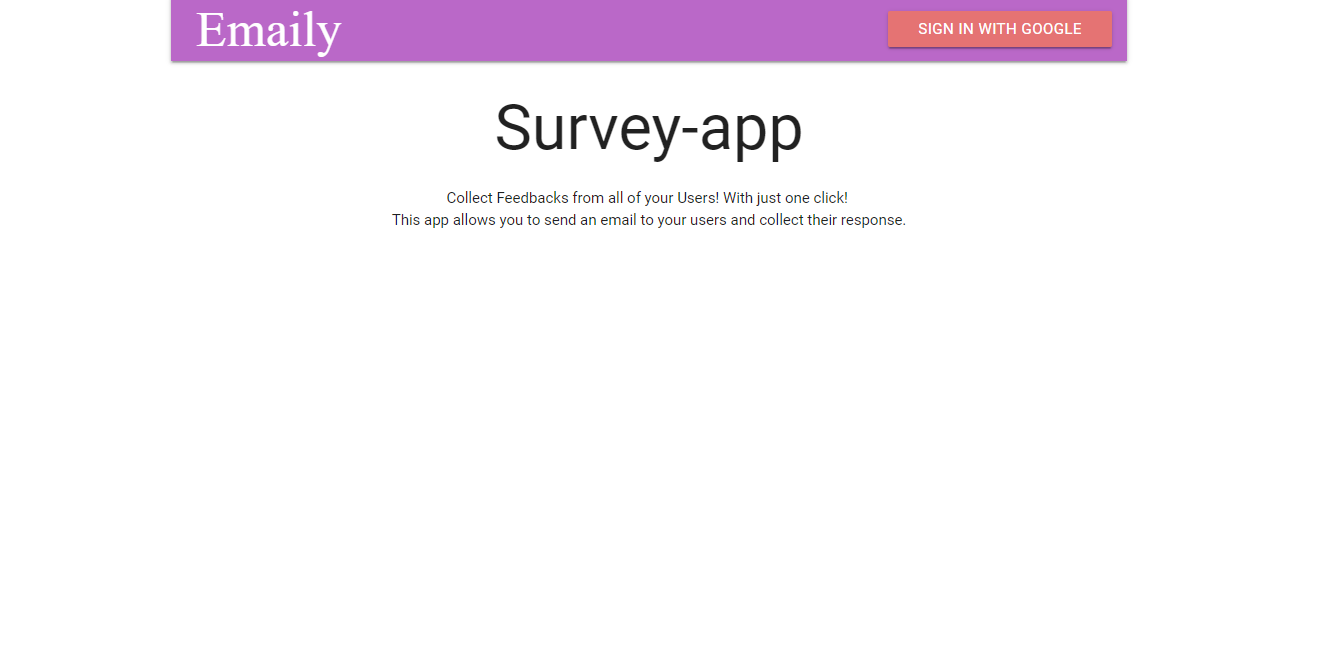 Emaily
SIGN IN WITH GOOGLE
Survey-app
Collect Feedbacks from all of your Users! With just one click!
This app allows you to send an email to your users and collect their response.